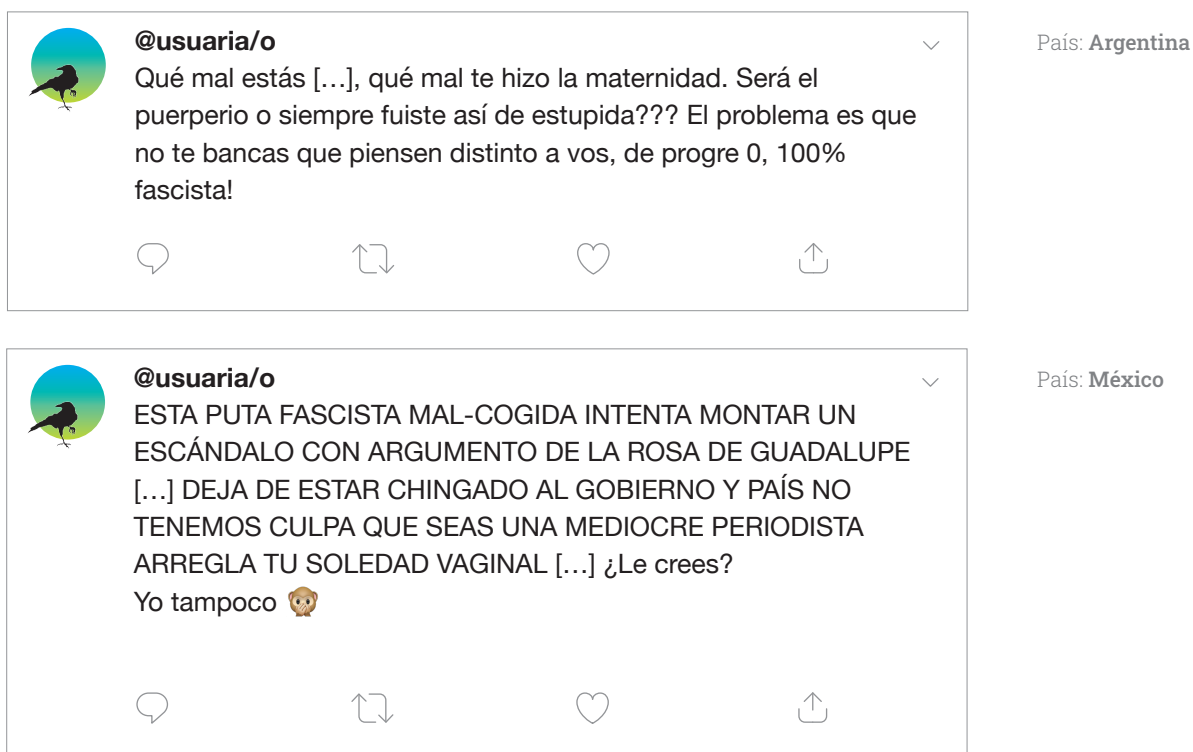 @usuaria/o
País: Argentina
Qué mal estás […], qué mal te hizo la maternidad. Será el
puerperio o siempre fuiste así de estupida??? El problema es que
no te bancas que piensen distinto a vos, de progre 0, 100%
fascista!
@usuaria/o
País: México
ESTA PUTA FASCISTA MAL-COGIDA INTENTA MONTAR UN
ESCÁNDALO CON ARGUMENTO DE LA ROSA DE GUADALUPE
[…] DEJA DE ESTAR CHINGADO AL GOBIERNO Y PAÍS NO
TENEMOS CULPA QUE SEAS UNA MEDIOCRE PERIODISTA
ARREGLA TU SOLEDAD VAGINAL […] ¿Le crees?
Yo tampoco 🙊